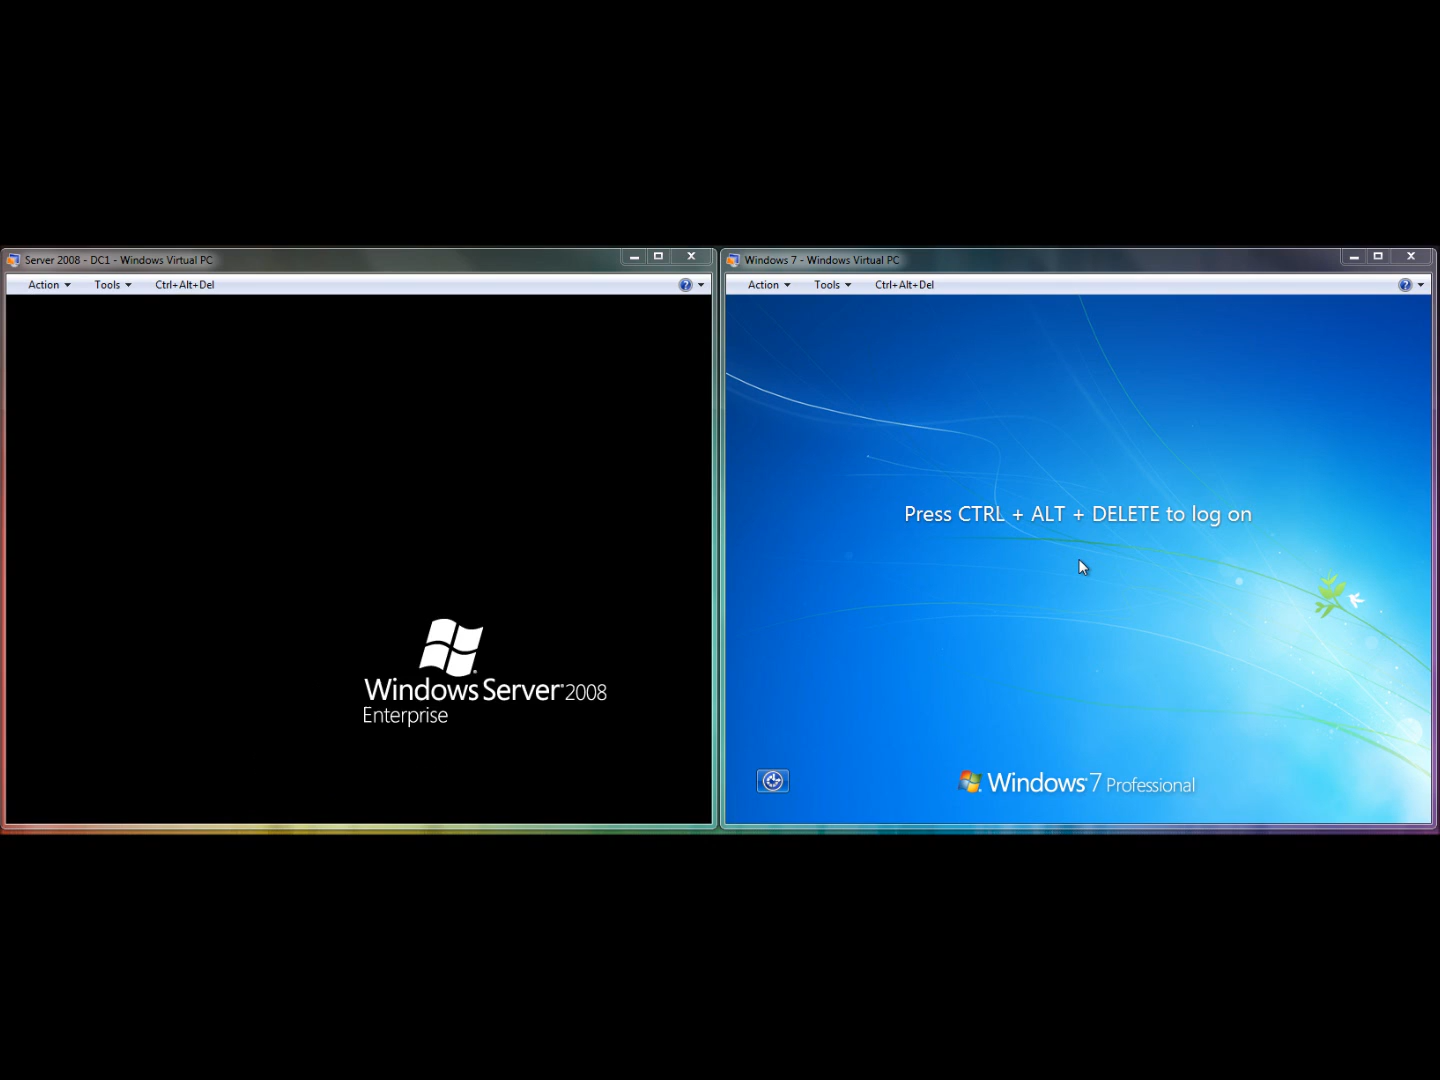 Server 2008 - DC1 - Windows Virtual PC
Action Tools Ctrl+Alt+Del
Windows Server 2008
Enterprise
Windows 7 - Windows Virtual PC
Action Tools Ctrl+Alt+Del
Press CTRL + ALT + DELETE to log on
Windows 7 Professional